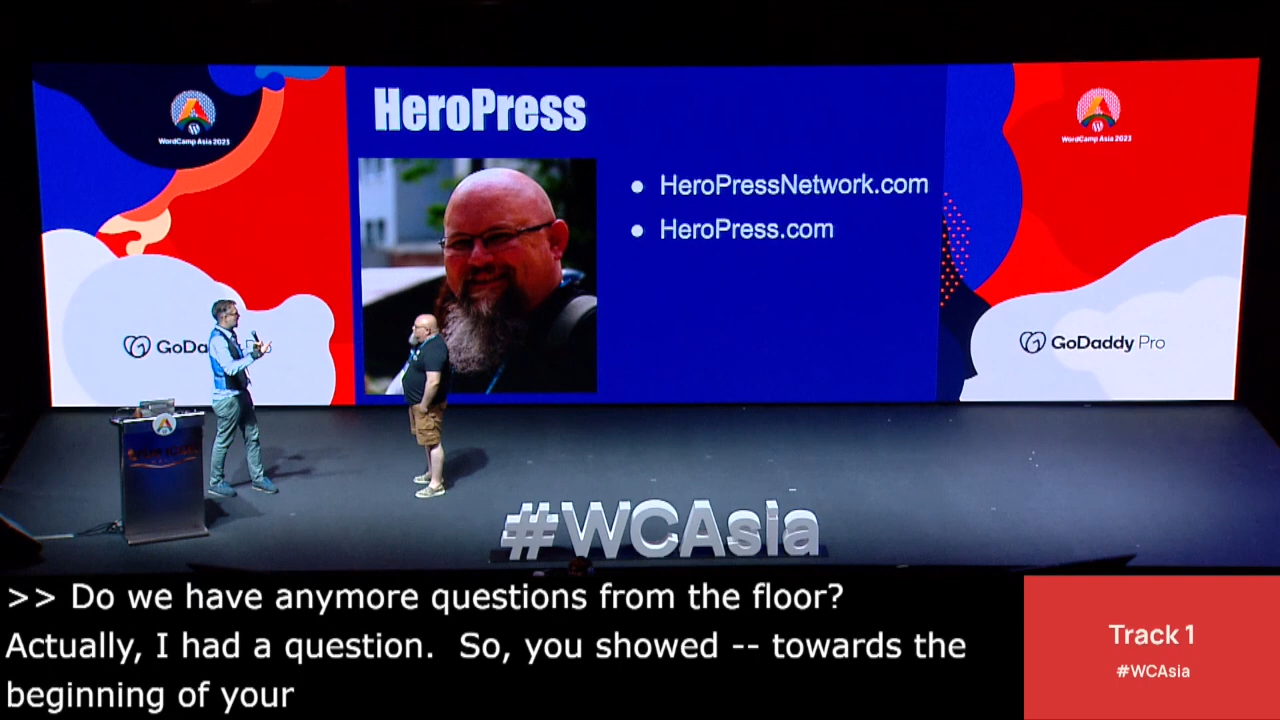 HeroPress
WordCamp Asia 2023
WordCamp Asia 2023
HeroPressNetwork.com
HeroPress.com
GoDa
GoDaddy Pro
#WCAsia
>> Do we have anymore questions from the floor?
Actually, I had a question. So, you showed -- towards the
beginning of your
Track 1
#WCAsia